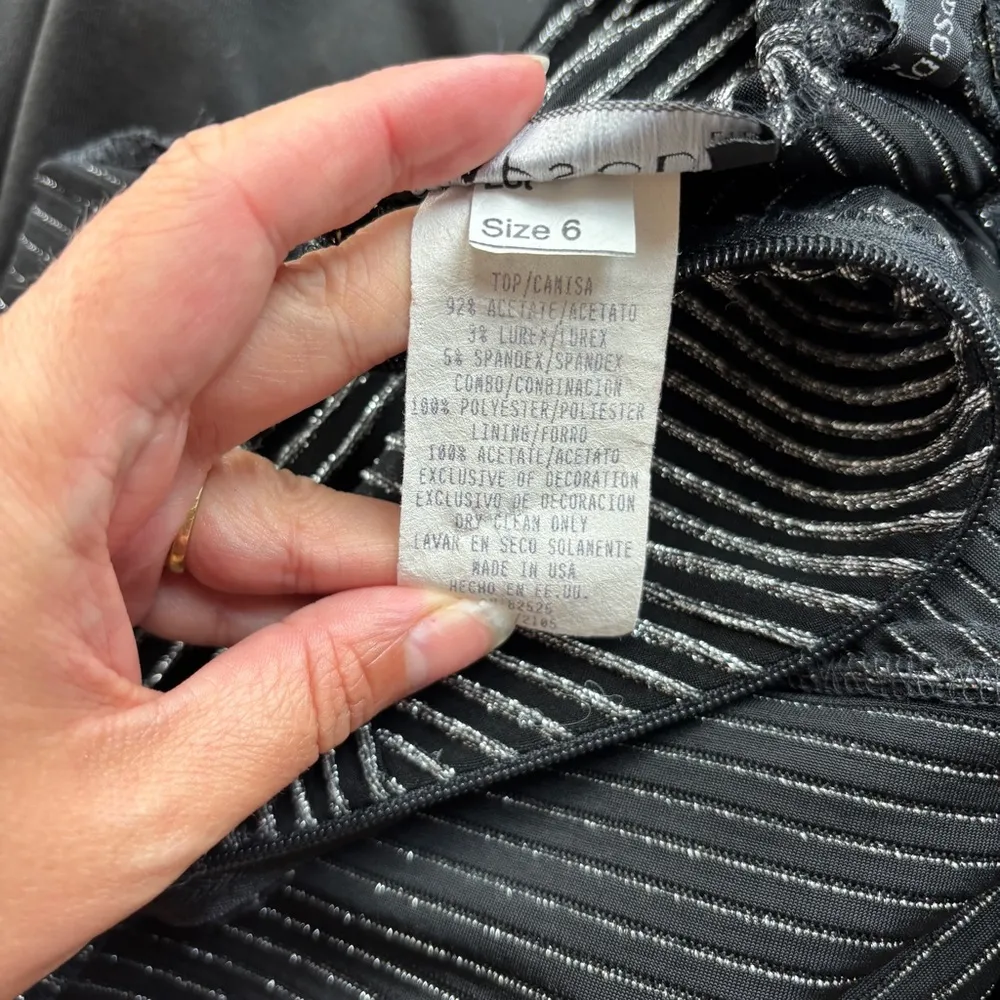 Size 6
TOP/CAMISA
92% ACETATE/ACETATO
3% LUREX/LUREX
5% SPANDEX/SPANDEX
COMBO/CONBINACION
100% POLYESTER/POLIESTER
LINING/FORRO
100% ACETATE/ACETATO
EXCLUSIVE OF DECORATION
EXCLUSIVO DE DECORACION
DRY CLEAN ONLY
LAVAR EN SECO SOLAMENTE
MADE IN USA
HECHO EN EE.UU.
82525